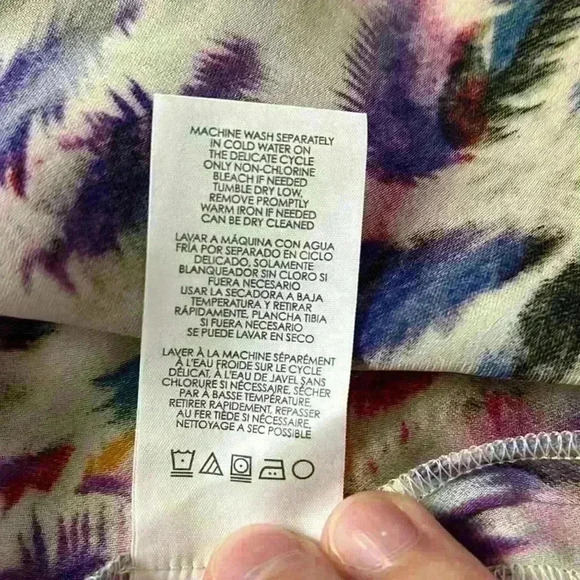 MACHINE WASH SEPARATELY
IN COLD WATER ON
THE DELICATE CYCLE
ONLY NON-CHLORINE
BLEACH IF NEEDED
TUMBLE DRY LOW,
REMOVE PROMPTLY
WARM IRON IF NEEDED
CAN BE DRY CLEANED
LAVAR A MÁQUINA CON AGUA
FRÍA POR SEPARADO EN CICLO
DELICADO, SOLAMENTE
BLANQUEADOR SIN CLORO SI
FUERA NECESARIO
USAR LA SECADORA A BAJA
TEMPERATURA Y RETIRAR
RÁPIDAMENTE, PLANCHA TIBIA
SI FUERA NECESARIO
SE PUEDE LAVAR EN SECO
LAVER À LA MACHINE SÉPARÉMENT
À L'EAU FROIDE SUR LE CYCLE
DÉLICAT. À L'EAU DE JAVEL SANS
CHLORURE SI NÉCESSAIRE. SÉCHER
PAR À BASSE TEMPÉRATURE.
RETIRER RAPIDEMENT, REPASSER
AU FER TIÈDE SI NÉCESSAIRE.
NETTOYAGE A SEC POSSIBLE